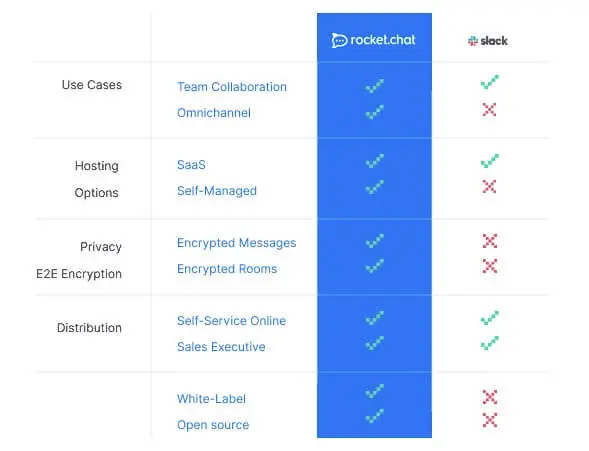 rocket.chat slack
Use Cases Team Collaboration
Omnichannel
Hosting SaaS
Options Self-Managed
Privacy Encrypted Messages
E2E Encryption Encrypted Rooms
Distribution Self-Service Online
Sales Executive
White-Label
Open source